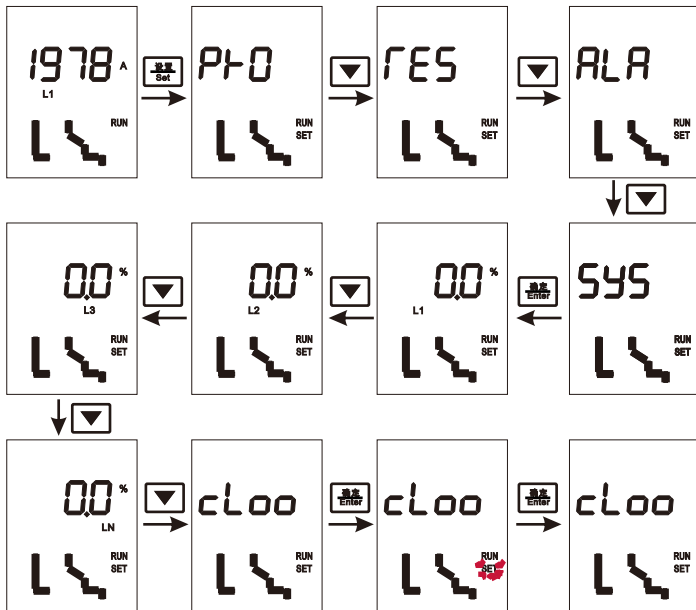 1978 A
L1
RUN
设置
Set
PrO
RUN
SET
rES
RUN
SET
ALA
RUN
SET
0.0 %
L3
RUN
SET
0.0 %
L2
RUN
SET
0.0 %
L1
RUN
SET
确定
Enter
SYS
RUN
SET
0.0 %
LN
RUN
SET
cLoo
RUN
SET
确定
Enter
cLoo
RUN
SET
确定
Enter
cLoo
RUN
SET